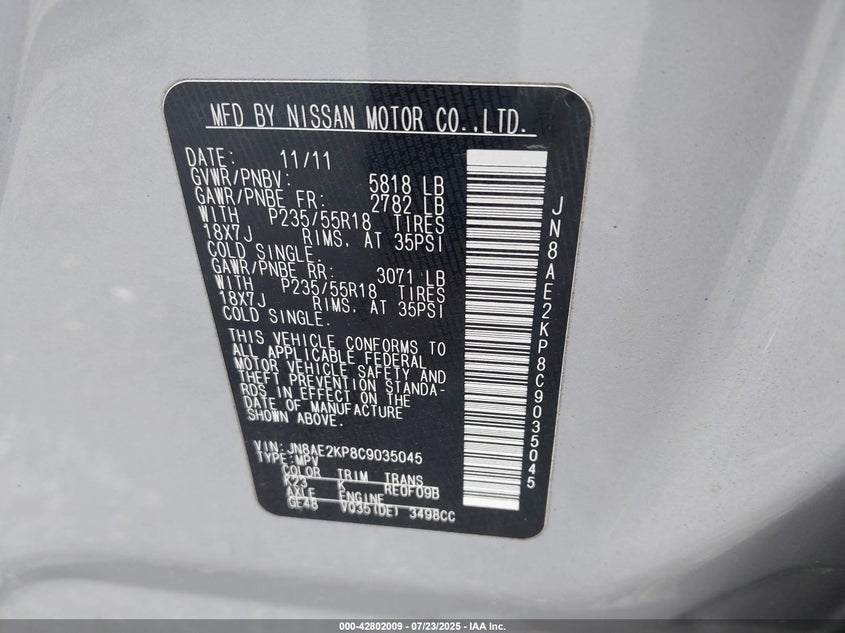 MFD BY NISSAN MOTOR CO.,LTD.
DATE: 11/11
GVWR/PNBV: 5818 LB
GAWR/PNBE FR: 2782 LB
WITH P235/55R18 TIRES
18X7J RIMS, AT 35PSI
COLD SINGLE.
GAWR/PNBE RR: 3071 LB
WITH P235/55R18 TIRES
18X7J RIMS, AT 35PSI
COLD SINGLE.
THIS VEHICLE CONFORMS TO
ALL APPLICABLE FEDERAL
MOTOR VEHICLE SAFETY AND
THEFT PREVENTION STANDA-
RDS IN EFFECT ON THE
DATE OF MANUFACTURE
SHOWN ABOVE.
VIN: JN8AE2KP8C9035045
TYPE: MPV
COLOR TRIM TRANS
K23 K RE0F09B
AXLE ENGINE
GE48 VQ35(DE) 3498CC
JN8AE2KP8C9035045
000-42802009 - 07/23/2025 - IAA Inc.